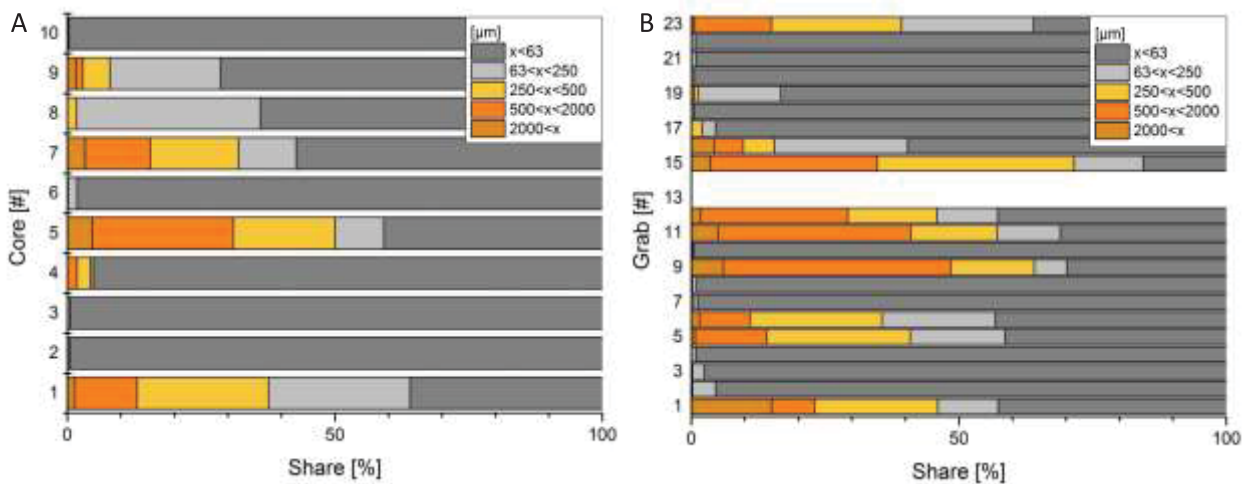 A
10
9
8
7
6
5
4
3
2
1
Core [#]
0
50
100
Share [%]
[µm]
x<63
63<x<250
250<x<500
500<x<2000
2000<x
B
23
21
19
17
15
13
11
9
7
5
3
1
Grab [#]
0
50
100
Share [%]
[µm]
x<63
63<x<250
250<x<500
500<x<2000
2000<x